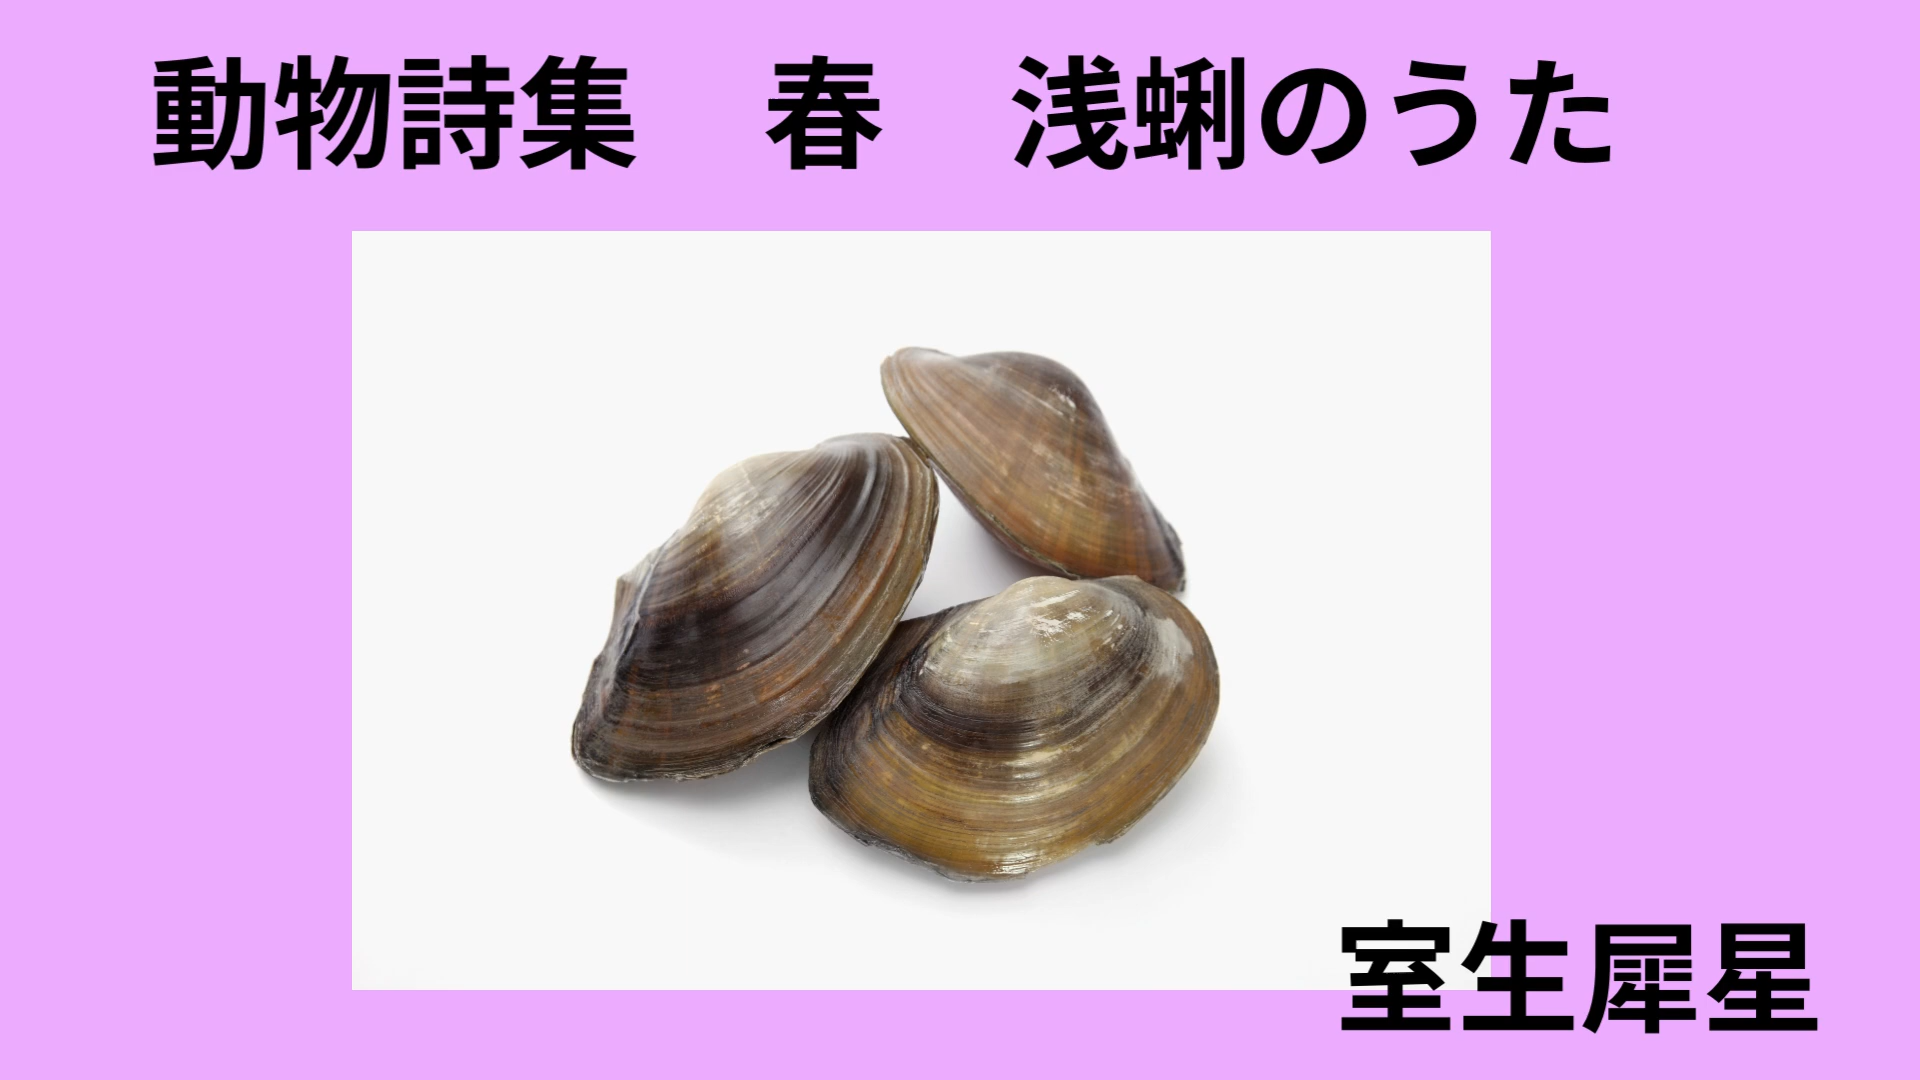 動物詩集　春　浅蜊のうた
室生犀星